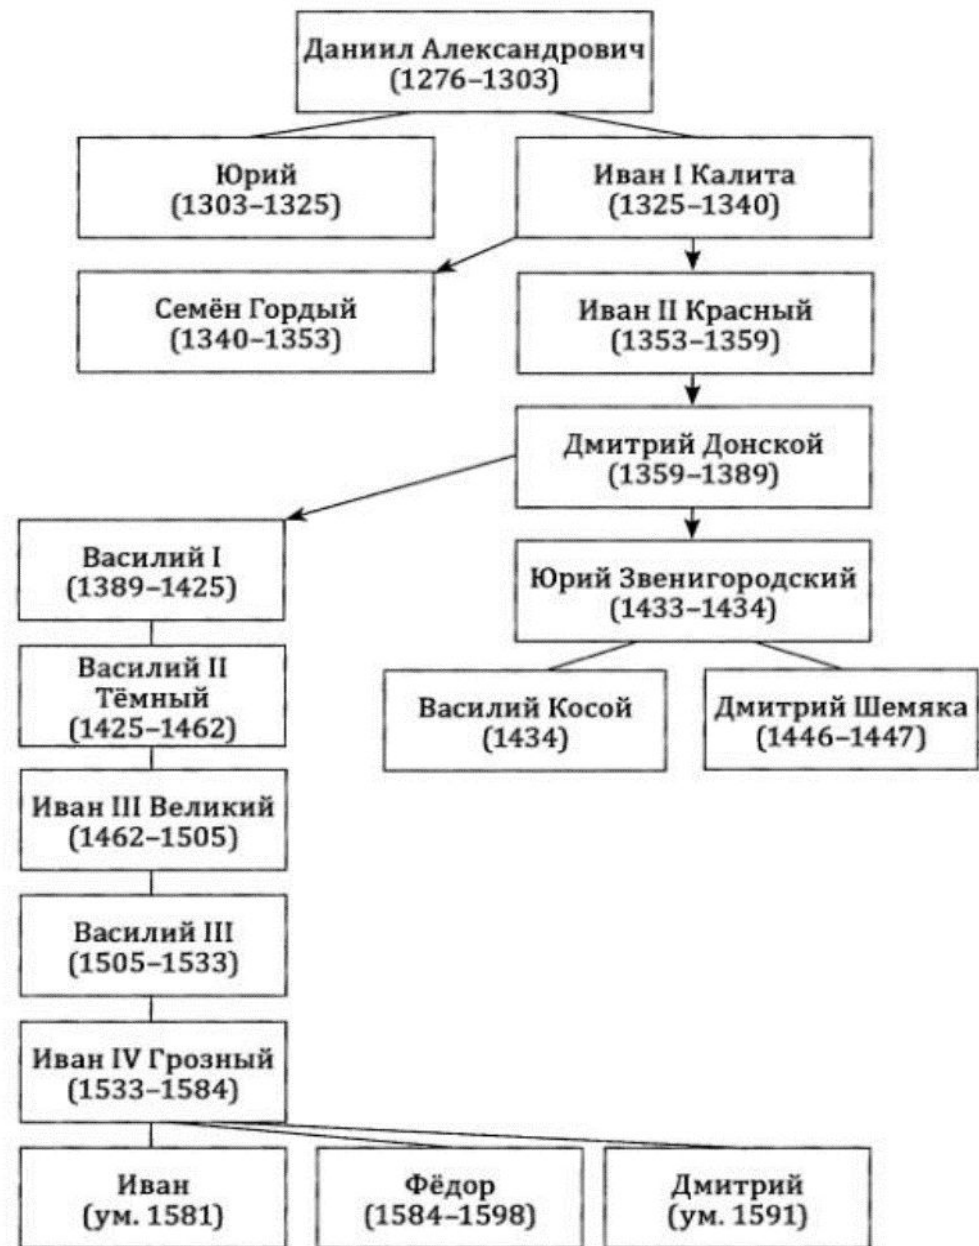 Даниил Александрович
(1276–1303)
Юрий
(1303–1325)
Иван I Калита
(1325–1340)
Семён Гордый
(1340–1353)
Иван II Красный
(1353–1359)
Дмитрий Донской
(1359–1389)
Василий I
(1389–1425)
Юрий Звенигородский
(1433–1434)
Василий II
Тёмный
(1425–1462)
Василий Косой
(1434)
Дмитрий Шемяка
(1446–1447)
Иван III Великий
(1462–1505)
Василий III
(1505–1533)
Иван IV Грозный
(1533–1584)
Иван
(ум. 1581)
Фёдор
(1584–1598)
Дмитрий
(ум. 1591)